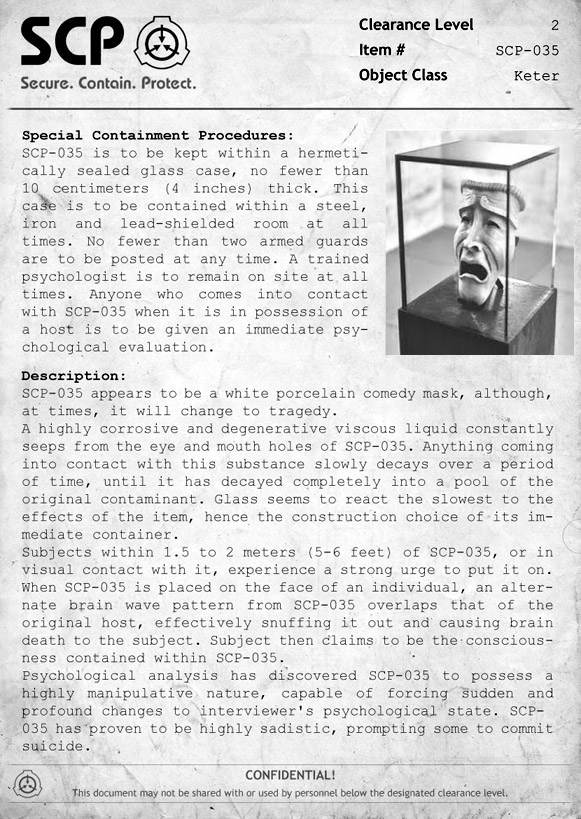 SCP
Secure. Contain. Protect.
Clearance Level 2
Item # SCP-035
Object Class Keter
Special Containment Procedures:
SCP-035 is to be kept within a hermeti-
cally sealed glass case, no fewer than
10 centimeters (4 inches) thick. This
case is to be contained within a steel,
iron and lead-shielded room at all
times. No fewer than two armed guards
are to be posted at any time. A trained
psychologist is to remain on site at all
times. Anyone who comes into contact
with SCP-035 when it is in possession of
a host is to be given an immediate psy-
chological evaluation.
Description:
SCP-035 appears to be a white porcelain comedy mask, although,
at times, it will change to tragedy.
A highly corrosive and degenerative viscous liquid constantly
seeps from the eye and mouth holes of SCP-035. Anything coming
into contact with this substance slowly decays over a period
of time, until it has decayed completely into a pool of the
original contaminant. Glass seems to react the slowest to the
effects of the item, hence the construction choice of its im-
mediate container.
Subjects within 1.5 to 2 meters (5-6 feet) of SCP-035, or in
visual contact with it, experience a strong urge to put it on.
When SCP-035 is placed on the face of an individual, an alter-
nate brain wave pattern from SCP-035 overlaps that of the
original host, effectively snuffing it out and causing brain
death to the subject. Subject then claims to be the conscious-
ness contained within SCP-035.
Psychological analysis has discovered SCP-035 to possess a
highly manipulative nature, capable of forcing sudden and
profound changes to interviewer's psychological state. SCP-
035 has proven to be highly sadistic, prompting some to commit
suicide.
CONFIDENTIAL!
This document may not be shared with or used by personnel below the designated clearance level.